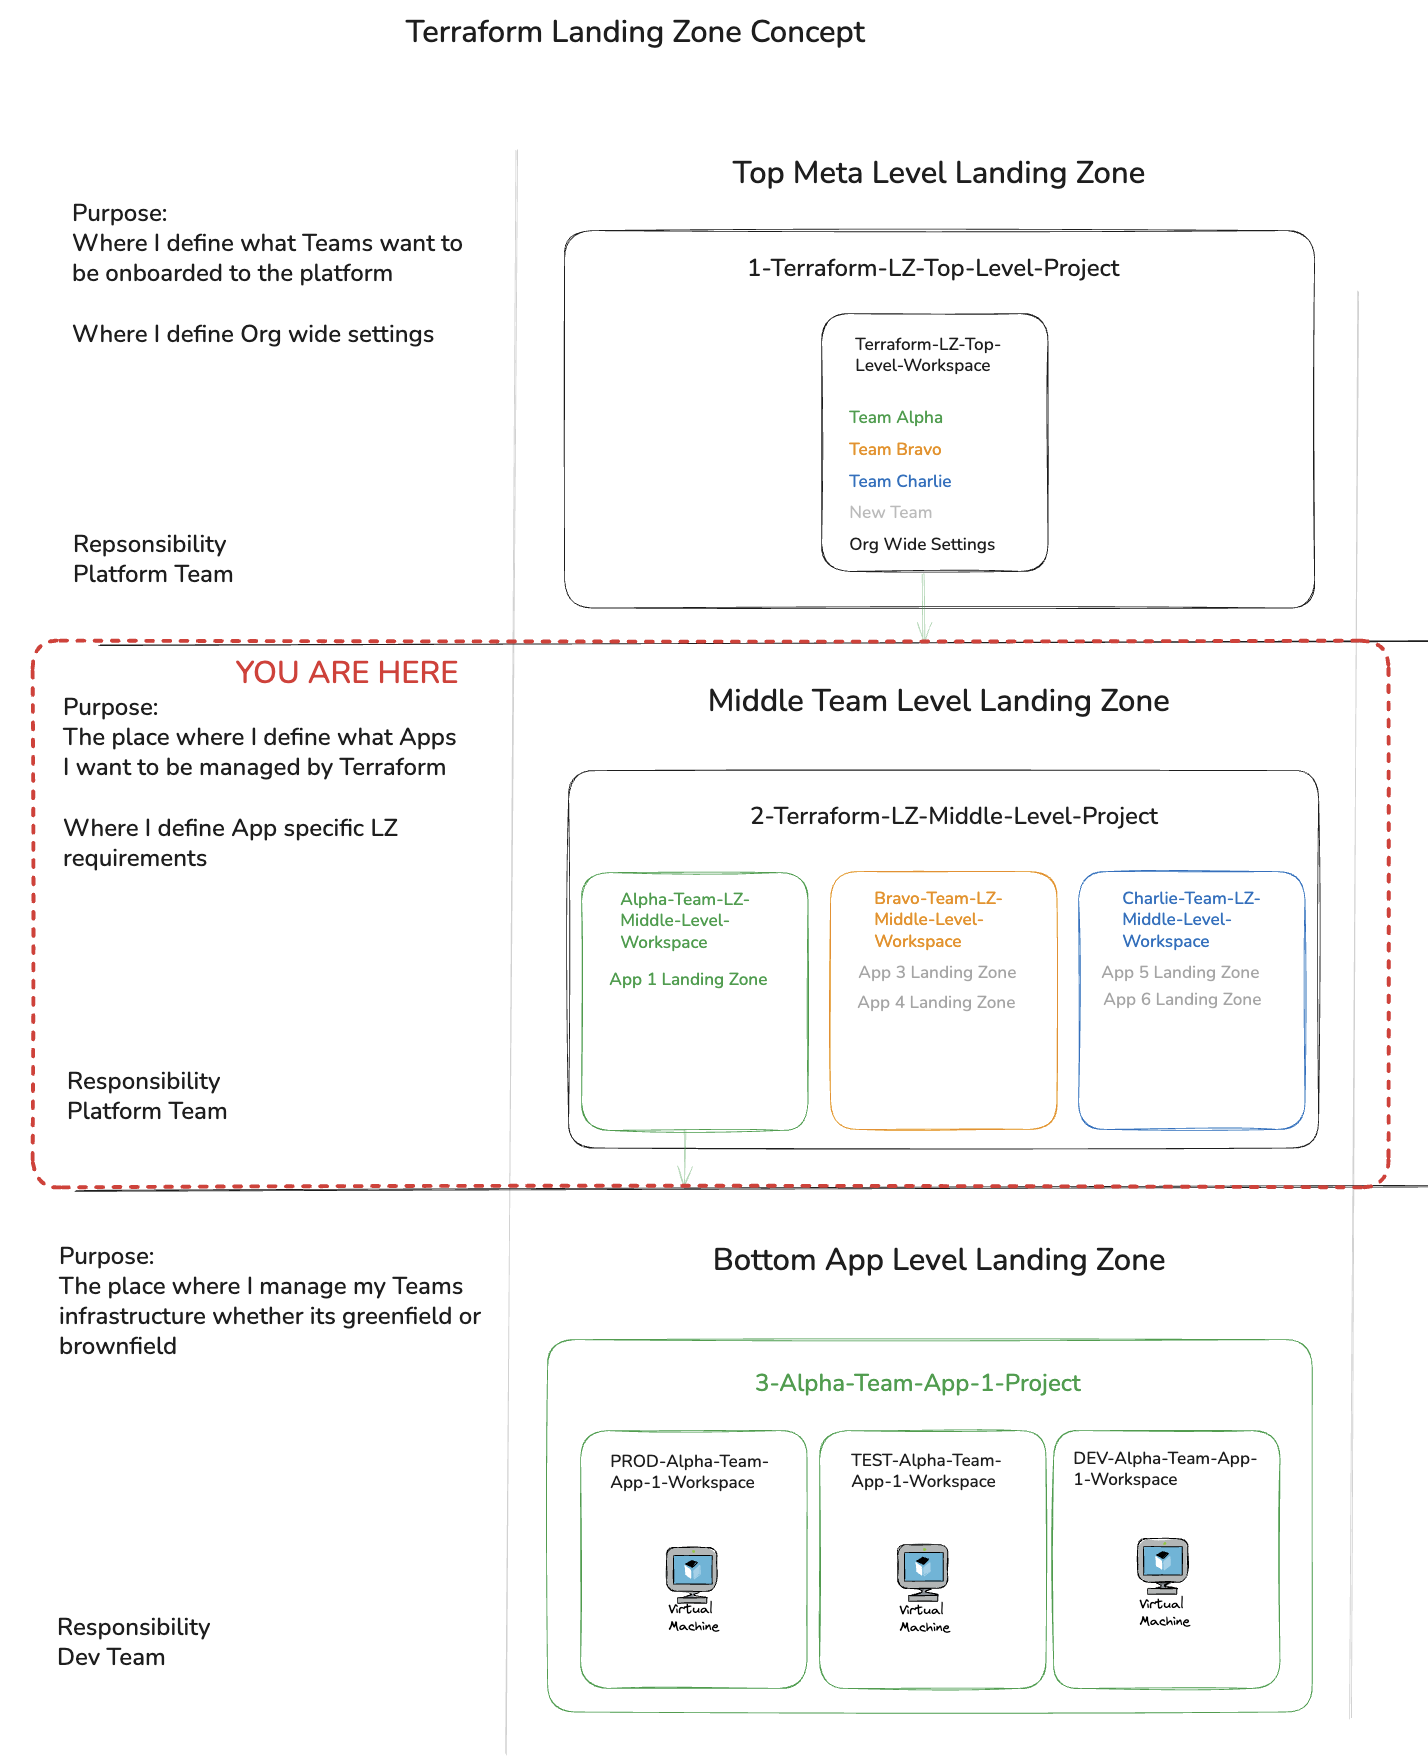 Terraform Landing Zone Concept
Top Meta Level Landing Zone
Purpose:
Where I define what Teams want to
be onboarded to the platform
Where I define Org wide settings
Repsonsibility
Platform Team
1-Terraform-LZ-Top-Level-Project
Terraform-LZ-Top-
Level-Workspace
Team Alpha
Team Bravo
Team Charlie
New Team
Org Wide Settings
YOU ARE HERE
Purpose:
The place where I define what Apps
I want to be managed by Terraform
Where I define App specific LZ
requirements
Responsibility
Platform Team
Middle Team Level Landing Zone
2-Terraform-LZ-Middle-Level-Project
Alpha-Team-LZ-
Middle-Level-
Workspace
App 1 Landing Zone
Bravo-Team-LZ-
Middle-Level-
Workspace
App 3 Landing Zone
App 4 Landing Zone
Charlie-Team-LZ-
Middle-Level-
Workspace
App 5 Landing Zone
App 6 Landing Zone
Purpose:
The place where I manage my Teams
infrastructure whether its greenfield or
brownfield
Responsibility
Dev Team
Bottom App Level Landing Zone
3-Alpha-Team-App-1-Project
PROD-Alpha-Team-
App-1-Workspace
Virtual
Machine
TEST-Alpha-Team-
App-1-Workspace
Virtual
Machine
DEV-Alpha-Team-App-
1-Workspace
Virtual
Machine